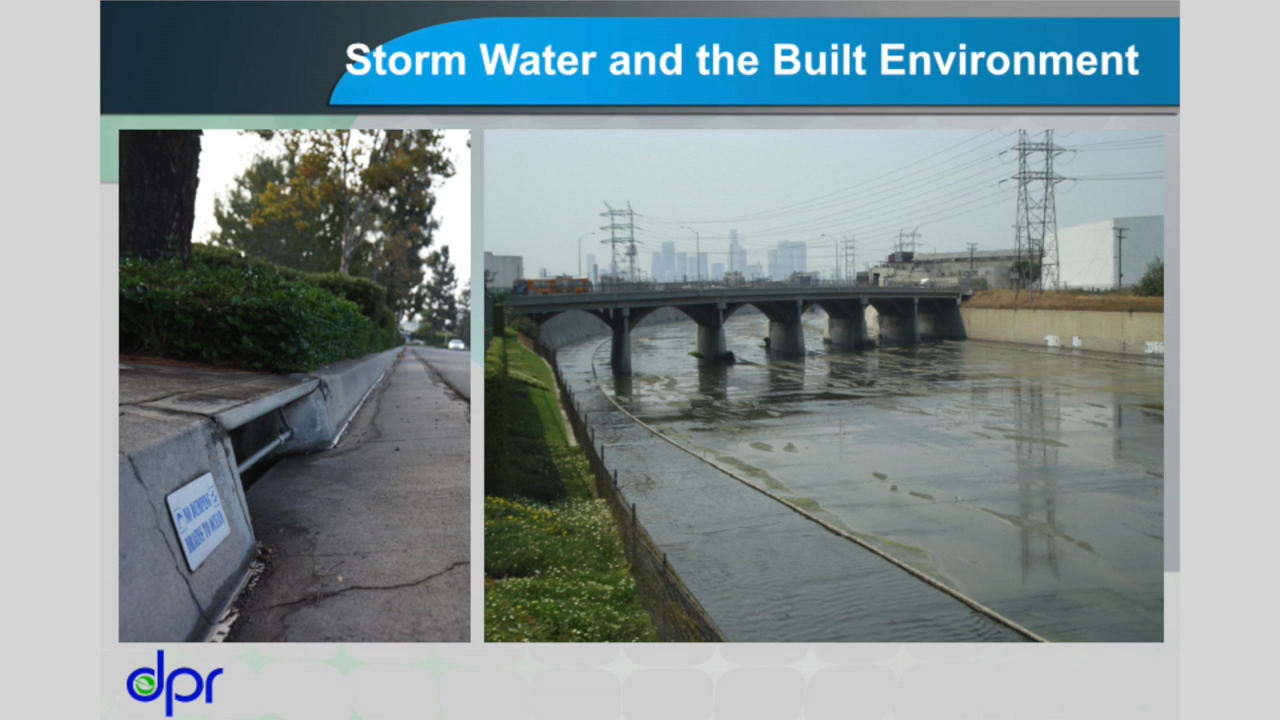 Storm Water and the Built Environment
NO DUMPING
DRAINS TO OCEAN
dpr